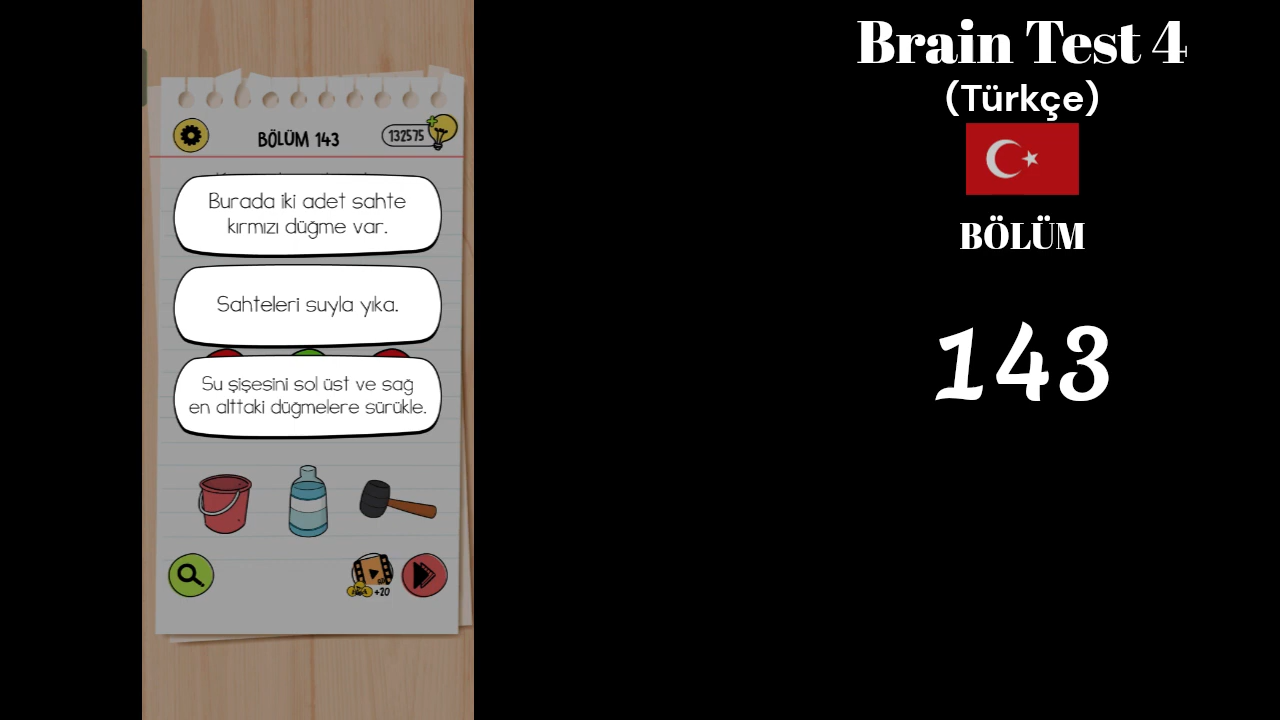 Brain Test 4
(Türkçe)
BÖLÜM
143
BÖLÜM 143
132575
Burada iki adet sahte
kırmızı düğme var.
Sahteleri suyla yıka.
Su şişesini sol üst ve sağ
en alttaki düğmelere sürükle.
+20